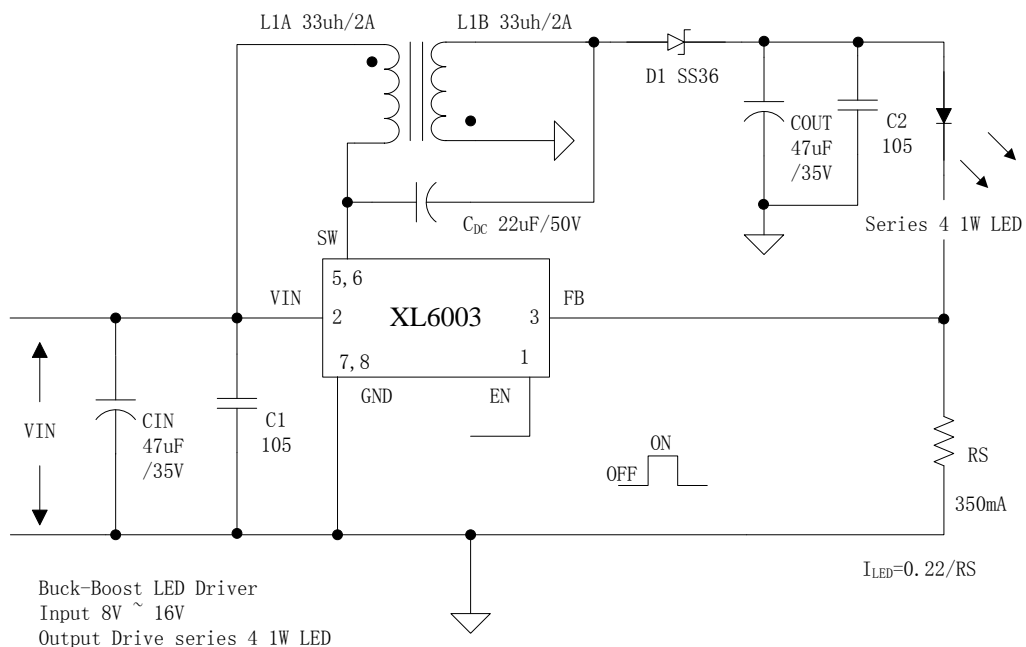 L1A 33uh/2A
L1B 33uh/2A
D1 SS36
COUT
47uF
/35V
C2
105
C_DC 22uF/50V
Series 4 1W LED
SW
5,6
VIN
2
XL6003
3
FB
7,8
1
GND
EN
VIN
CIN
47uF
/35V
C1
105
ON
OFF
RS
350mA
I_LED=0.22/RS
Buck-Boost LED Driver
Input 8V ~ 16V
Output Drive series 4 1W LED